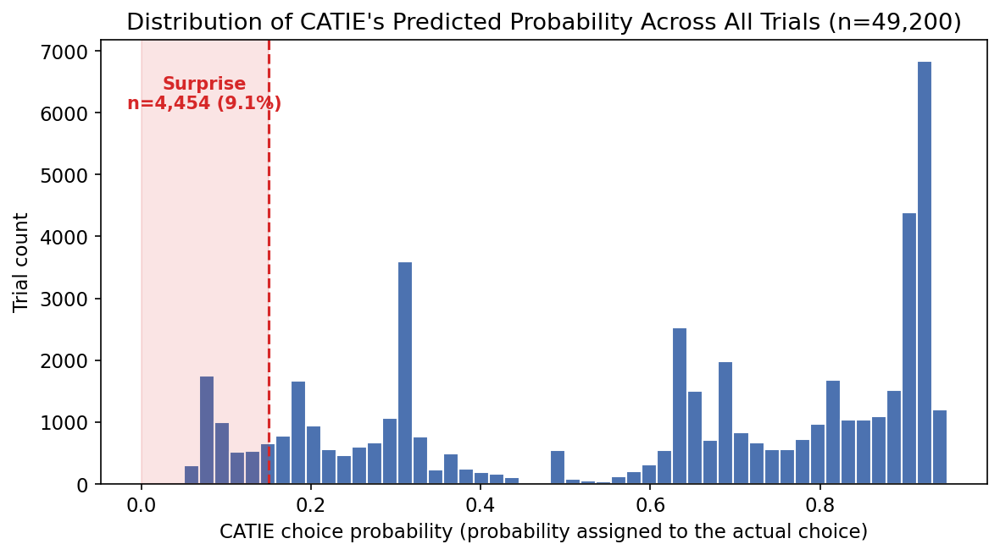 Distribution of CATIE's Predicted Probability Across All Trials (n=49,200)
Surprise
n=4,454 (9.1%)
Trial count
7000
6000
5000
4000
3000
2000
1000
0
0.0 0.2 0.4 0.6 0.8
CATIE choice probability (probability assigned to the actual choice)